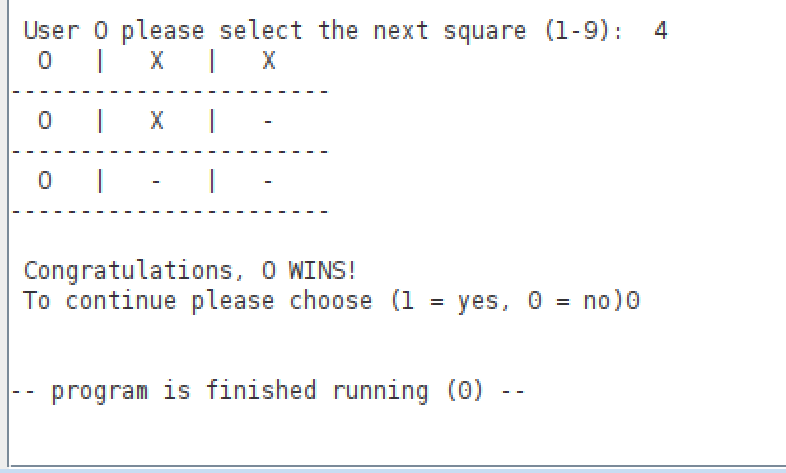 User O please select the next square (1-9):  4
O   |   X   |   X
-----------------------
O   |   X   |   -
-----------------------
O   |   -   |   -
-----------------------
Congratulations, O WINS!
To continue please choose (1 = yes, 0 = no)0
-- program is finished running (0) --